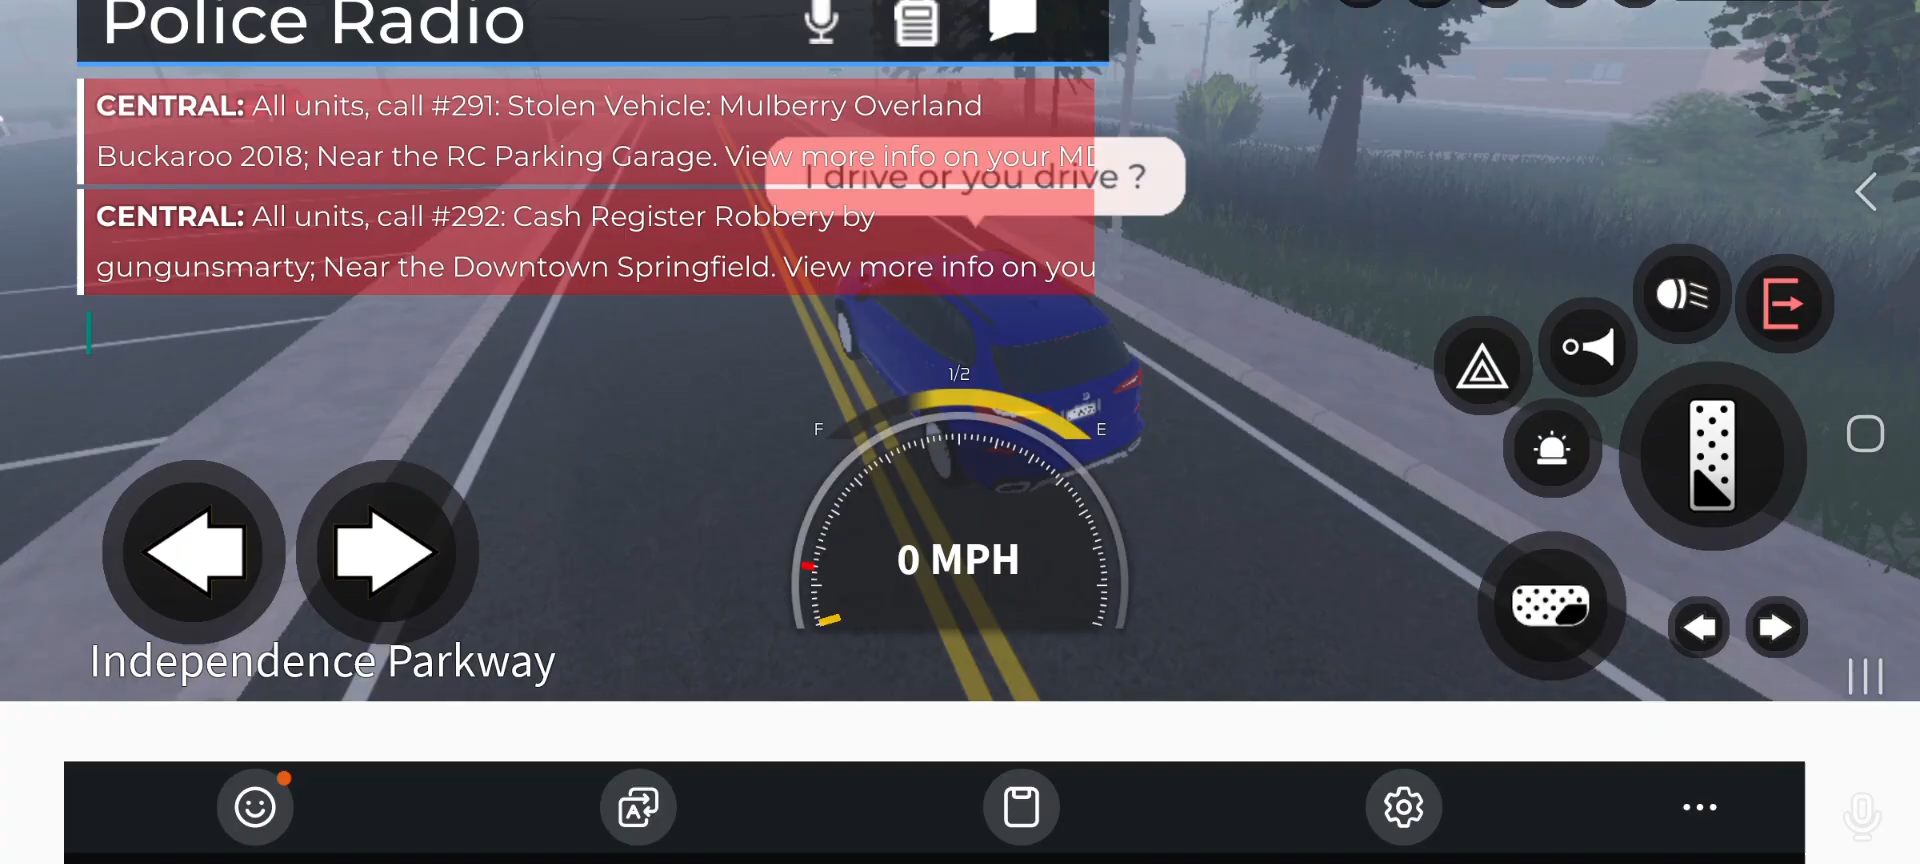 Police Radio
CENTRAL: All units, call #291: Stolen Vehicle: Mulberry Overland
Buckaroo 2018; Near the RC Parking Garage. View more info on your MD
I drive or you drive ?
CENTRAL: All units, call #292: Cash Register Robbery by
gungunsmarty; Near the Downtown Springfield. View more info on you
1/2
F
E
0 MPH
Independence Parkway